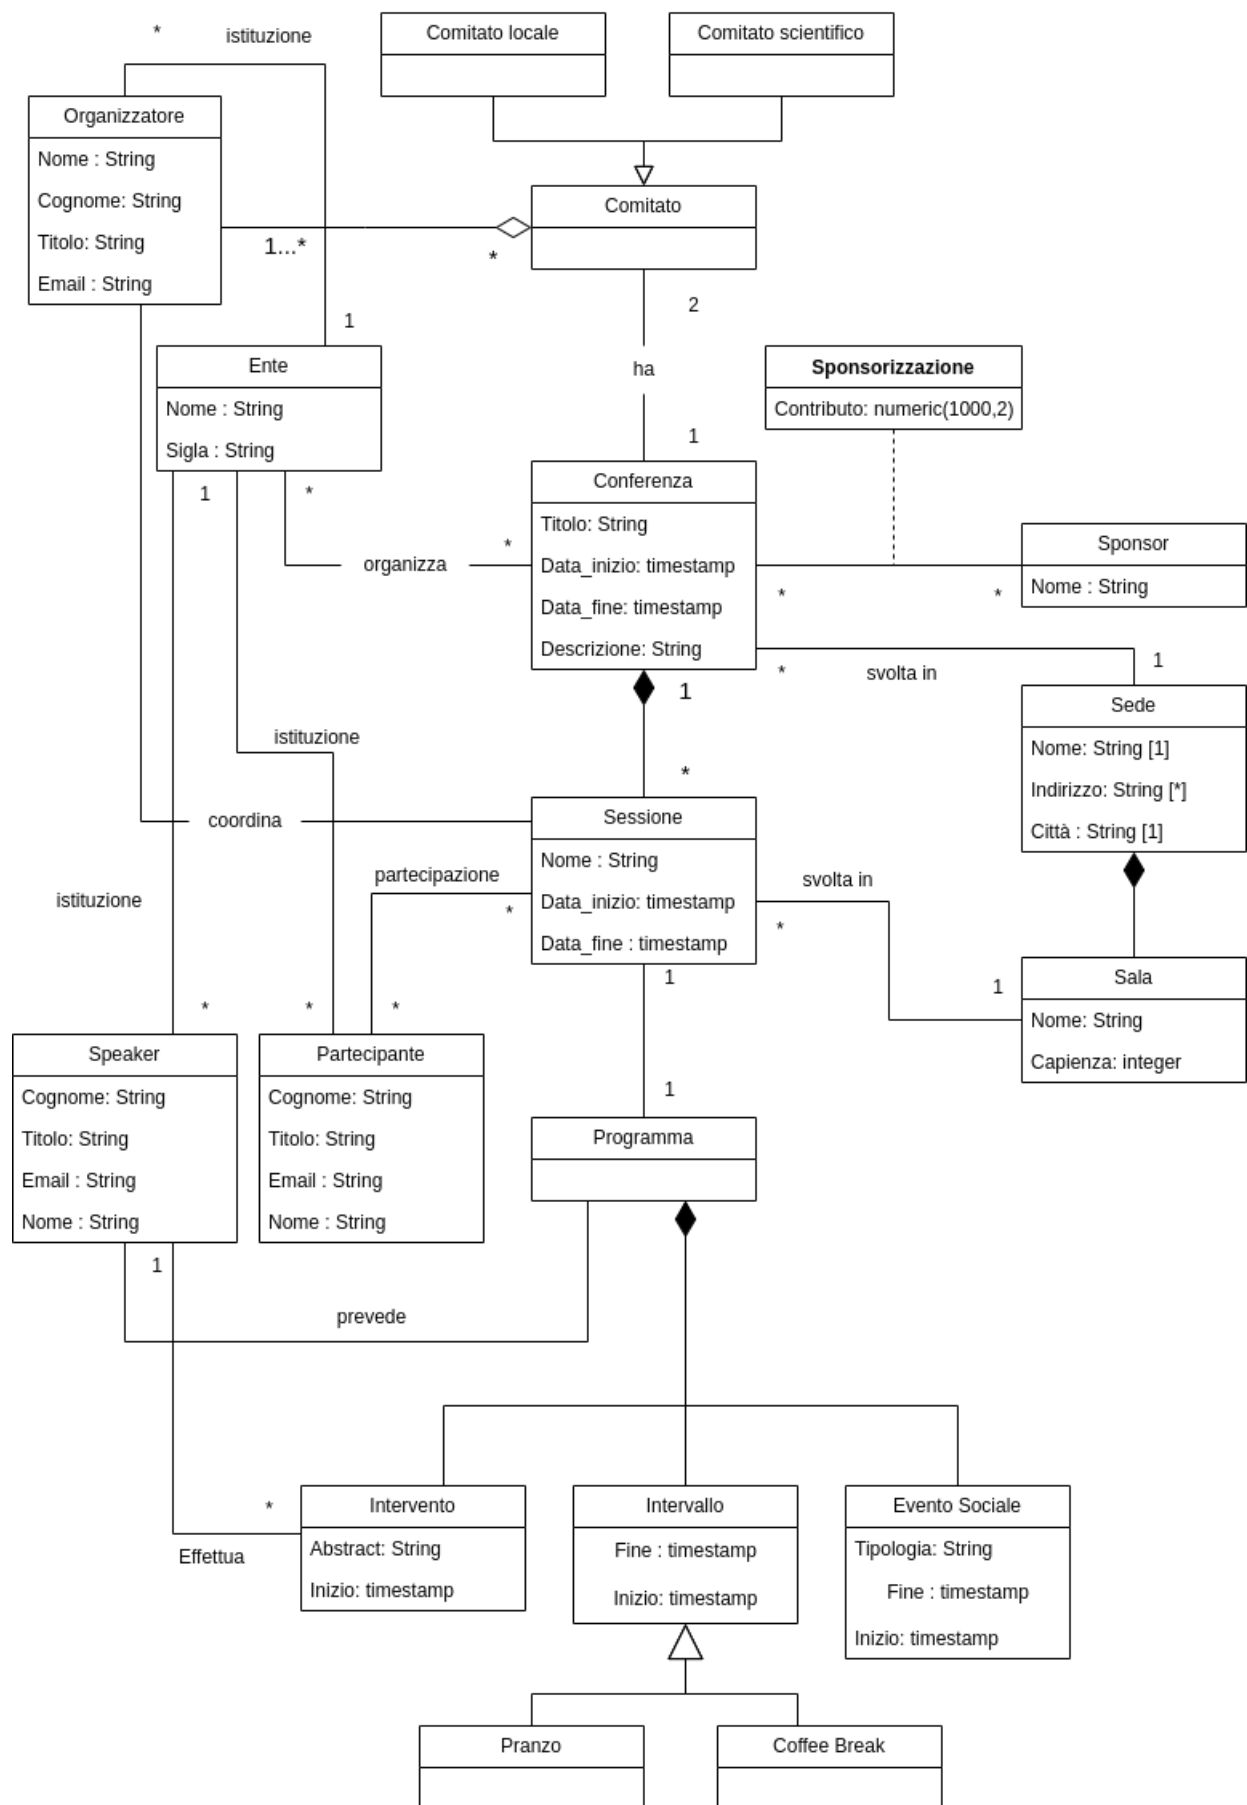 *
istituzione
Comitato locale
Comitato scientifico
Organizzatore
Nome : String
Cognome: String
Titolo: String
Email : String
Comitato
1...*
*
2
1
ha
Ente
Nome : String
Sigla : String
Sponsorizzazione
Contributo: numeric(1000,2)
1
1
*
organizza
*
Conferenza
Titolo: String
Data_inizio: timestamp
Data_fine: timestamp
Descrizione: String
*
*
Sponsor
Nome : String
*
svolta in
1
1
*
Sede
Nome: String [1]
Indirizzo: String [*]
Città : String [1]
istituzione
coordina
Sessione
Nome : String
Data_inizio: timestamp
Data_fine : timestamp
partecipazione
*
svolta in
*
1
istituzione
Sala
Nome: String
Capienza: integer
1
1
*
*
*
Speaker
Cognome: String
Titolo: String
Email : String
Nome : String
Partecipante
Cognome: String
Titolo: String
Email : String
Nome : String
Programma
1
prevede
*
Effettua
Intervento
Abstract: String
Inizio: timestamp
Intervallo
Fine : timestamp
Inizio: timestamp
Evento Sociale
Tipologia: String
Fine : timestamp
Inizio: timestamp
Pranzo
Coffee Break